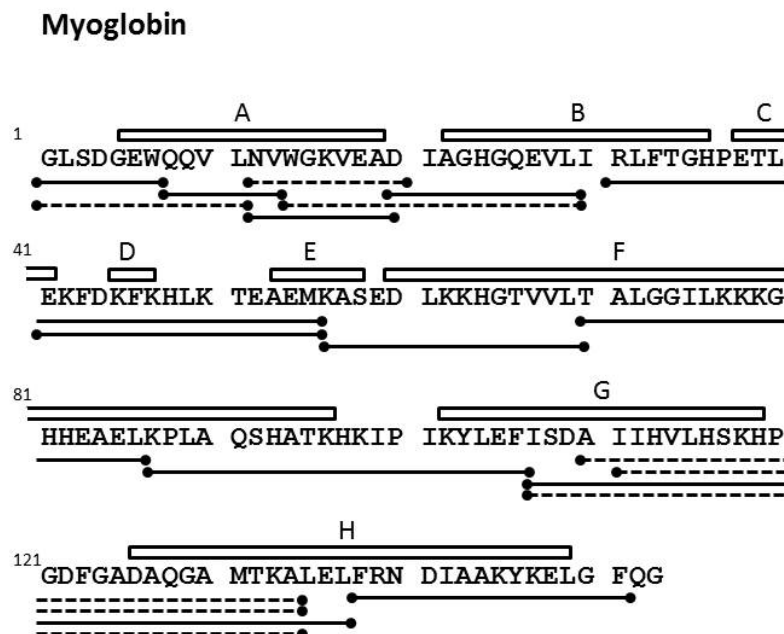 Myoglobin
A B C
1
GLSDGEWQQV LNVWGKVEAD IAGHGQEVLI RLFTGHPETL
D E F
41
EKFDKFKHLK TEAEMKASED LKKHGTVVLT ALGGILKKKG
81
G
HHEAELKPLA QSHATKHKIP IKYLEFISDA IIHVLHSKHP
H
121
GDFGADAQGA MTKALELFRN DIAAKYKELG FQG